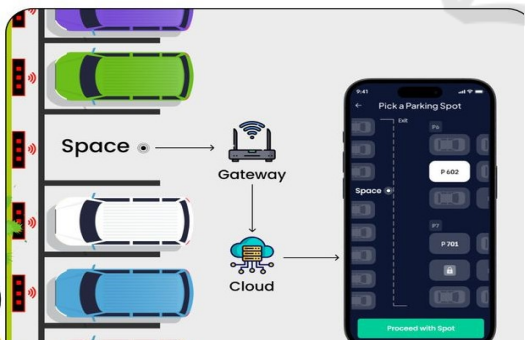 Space
Gateway
Cloud
9:41
Pick a Parking Spot
Exit
P6
P 602
Space
P7
P 701
Proceed with Spot